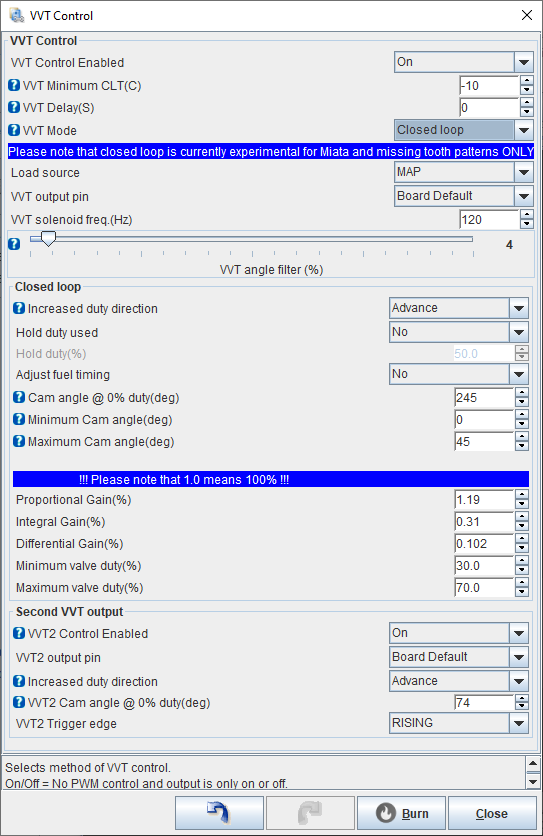 VVT Control
VVT Control
VVT Control Enabled On
? VVT Minimum CLT(C) -10
? VVT Delay(S) 0
? VVT Mode Closed loop
Please note that closed loop is currently experimental for Miata and missing tooth patterns ONLY
Load source MAP
VVT output pin Board Default
VVT solenoid freq.(Hz) 120
? 4
VVT angle filter (%)
Closed loop
? Increased duty direction Advance
Hold duty used No
Hold duty(%) 50.0
Adjust fuel timing No
? Cam angle @ 0% duty(deg) 245
? Minimum Cam angle(deg) 0
? Maximum Cam angle(deg) 45
!!! Please note that 1.0 means 100% !!!
Proportional Gain(%) 1.19
Integral Gain(%) 0.31
Differential Gain(%) 0.102
Minimum valve duty(%) 30.0
Maximum valve duty(%) 70.0
Second VVT output
? VVT2 Control Enabled On
VVT2 output pin Board Default
? Increased duty direction Advance
? VVT2 Cam angle @ 0% duty(deg) 74
VVT2 Trigger edge RISING
Selects method of VVT control.
On/Off = No PWM control and output is only on or off.
Burn Close